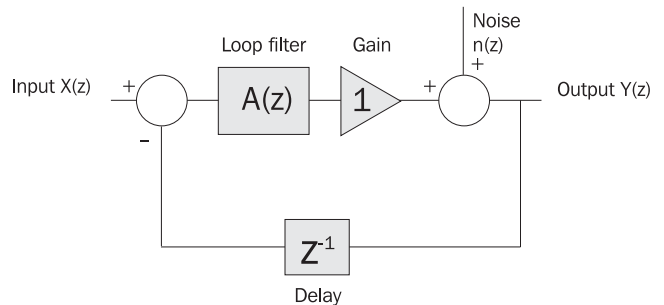 Noise
n(z)
Loop filter
Gain
Input X(z)
+
A(z)
1
+
+
Output Y(z)
-
Z⁻¹
Delay